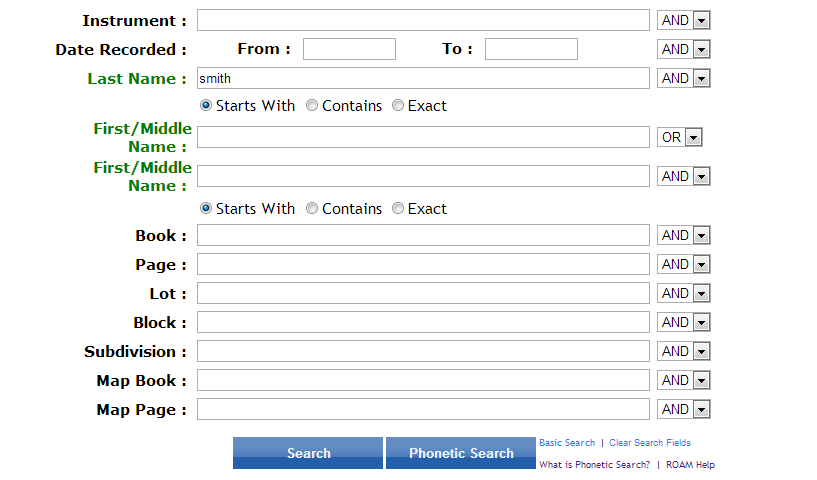 Instrument : AND
Date Recorded : From : To : AND
Last Name : smith AND
Starts With Contains Exact
First/Middle
Name : OR
First/Middle
Name : AND
Starts With Contains Exact
Book : AND
Page : AND
Lot : AND
Block : AND
Subdivision : AND
Map Book : AND
Map Page : AND
Search Phonetic Search Basic Search | Clear Search Fields
What is Phonetic Search? | ROAM Help